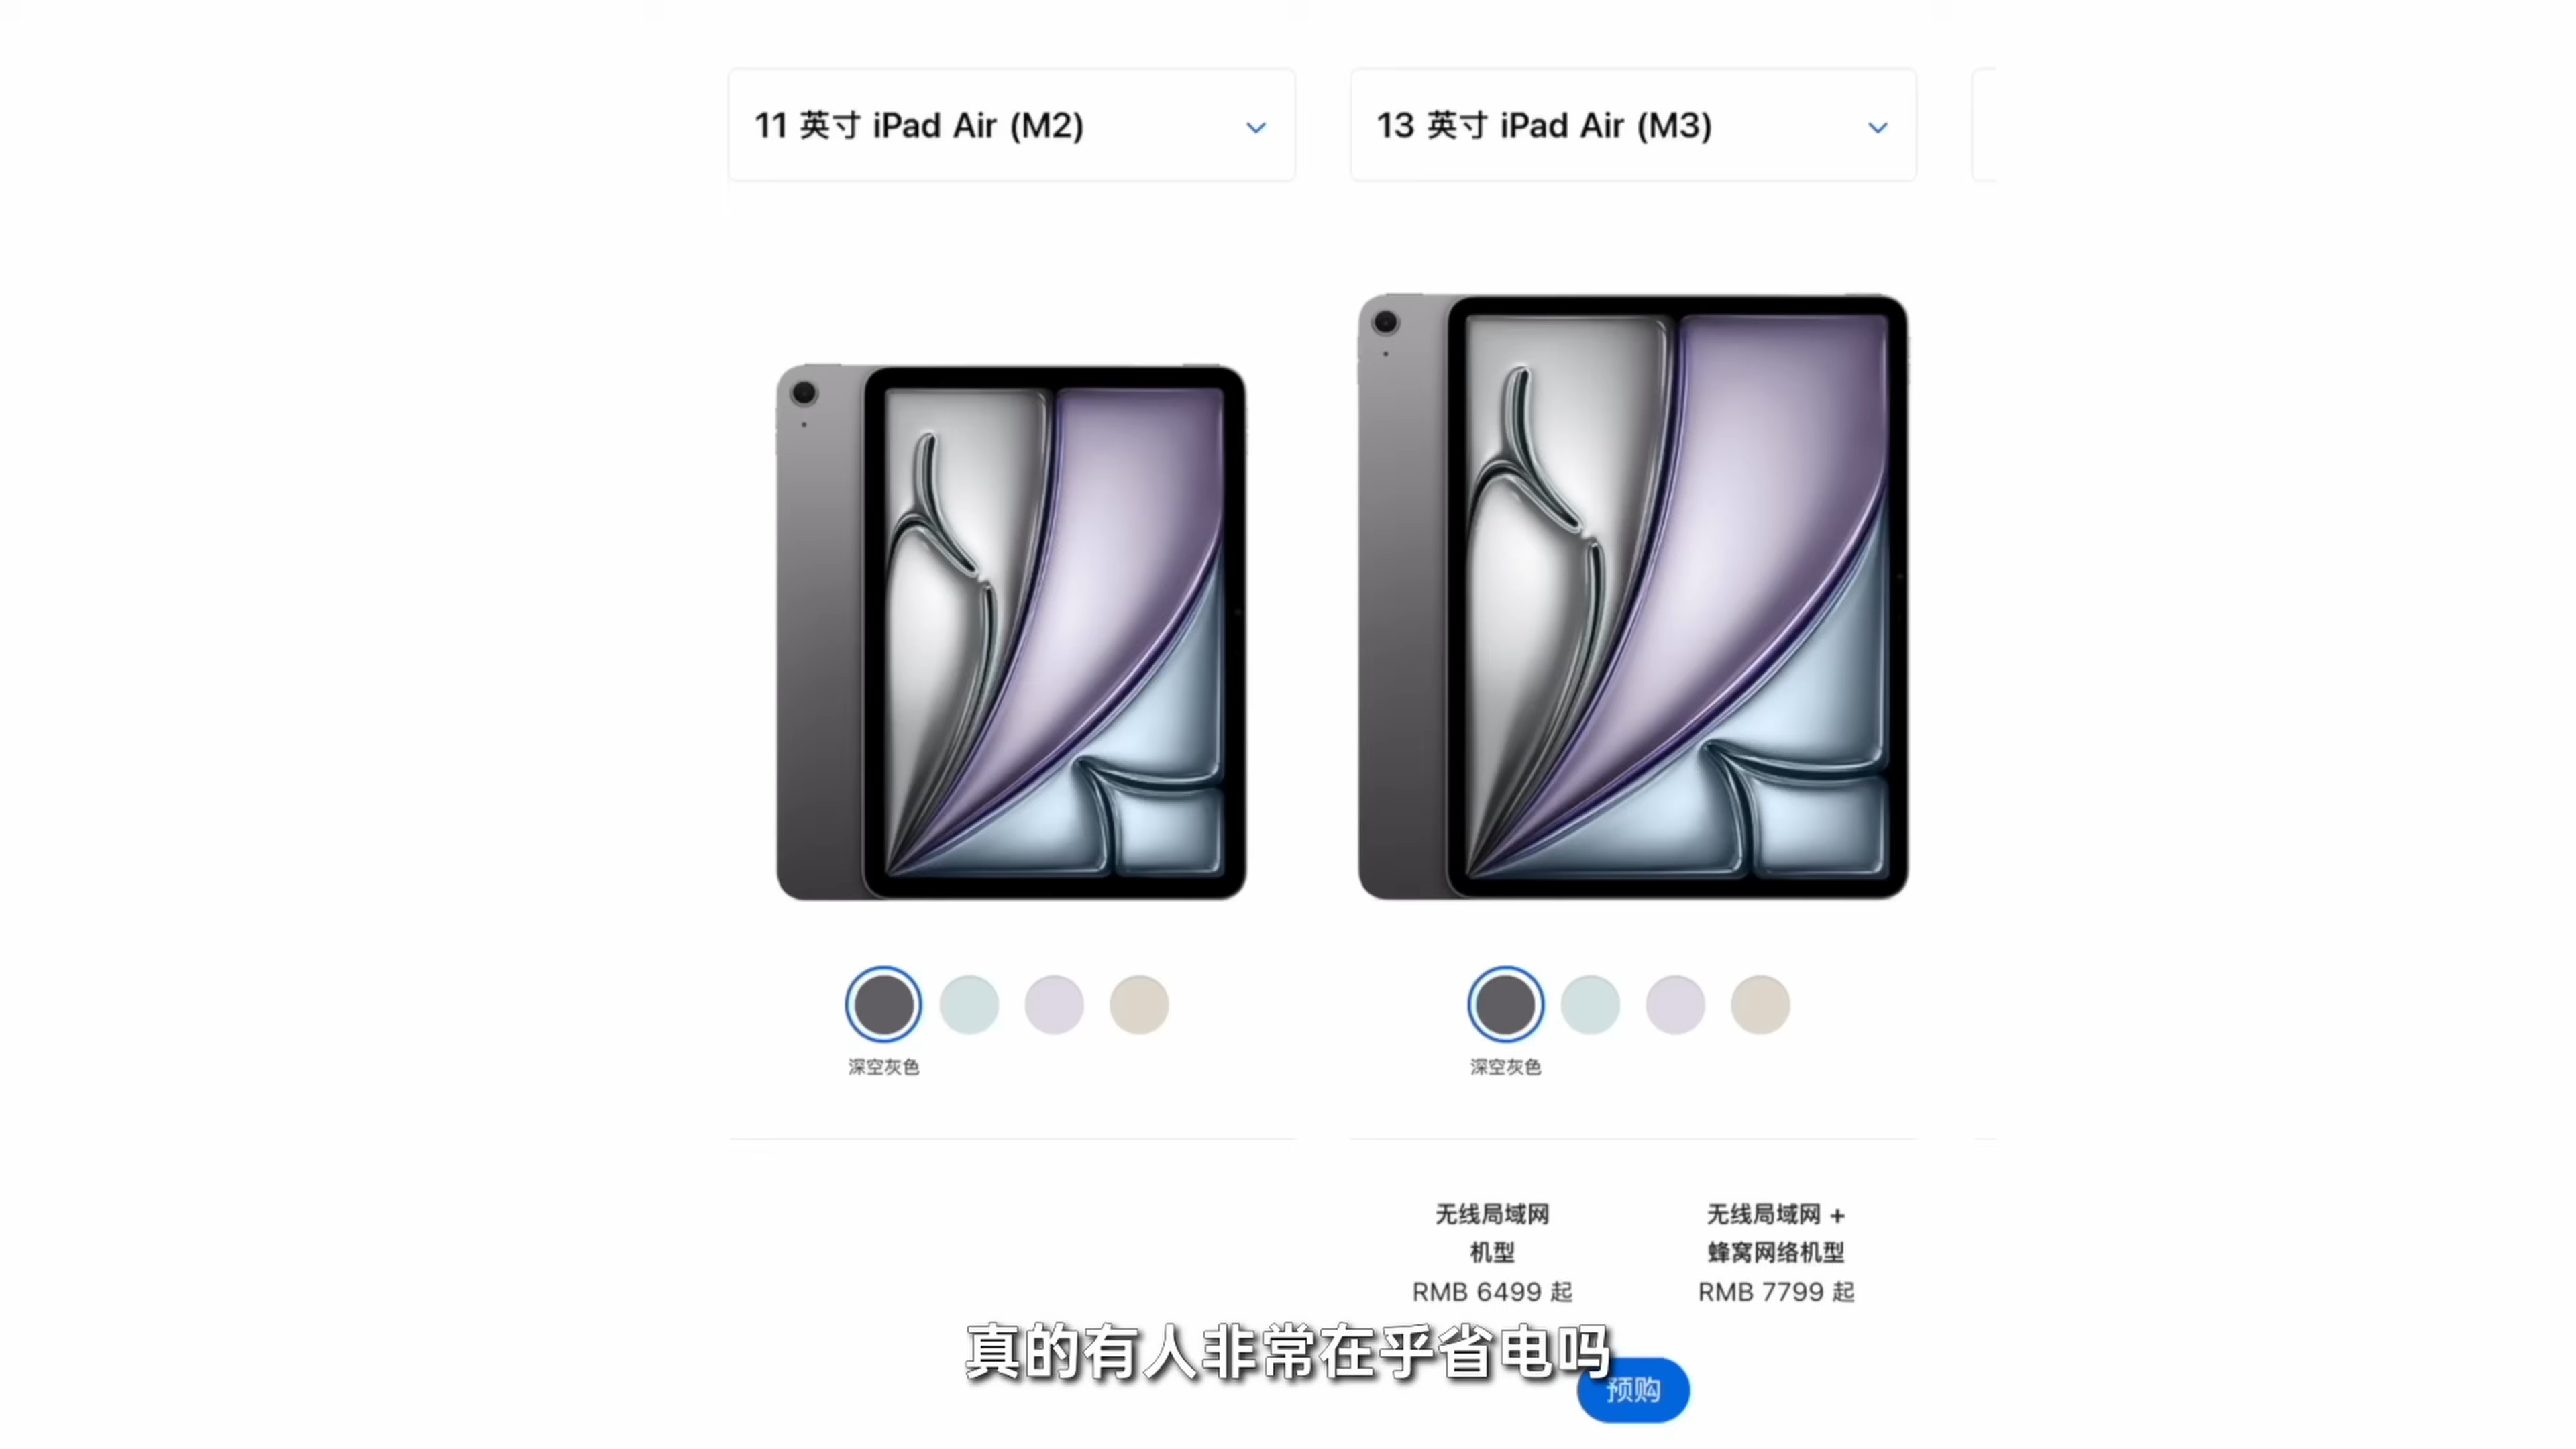 11 英寸 iPad Air (M2)
13 英寸 iPad Air (M3)
深空灰色
深空灰色
无线局域网
机型
RMB 6499 起
无线局域网 +
蜂窝网络机型
RMB 7799 起
真的有人非常在乎省电吗
预购